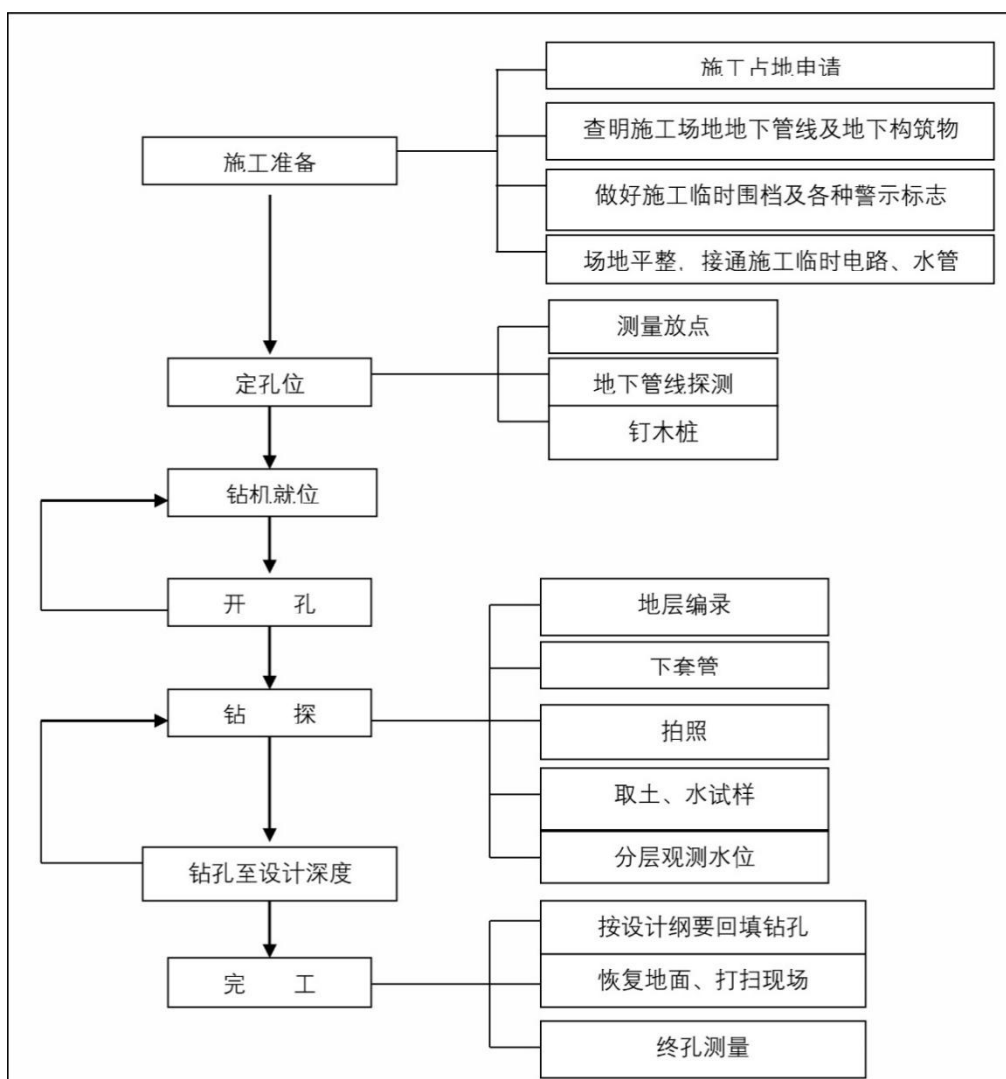 施工占地申请
查明施工场地地下管线及地下构筑物
施工准备
做好施工临时围档及各种警示标志
场地平整，接通施工临时电路、水管
测量放点
定孔位
地下管线探测
钉木桩
钻机就位
开 孔
地层编录
下套管
钻 探
拍照
取土、水试样
分层观测水位
钻孔至设计深度
按设计纲要回填钻孔
恢复地面、打扫现场
完 工
终孔测量